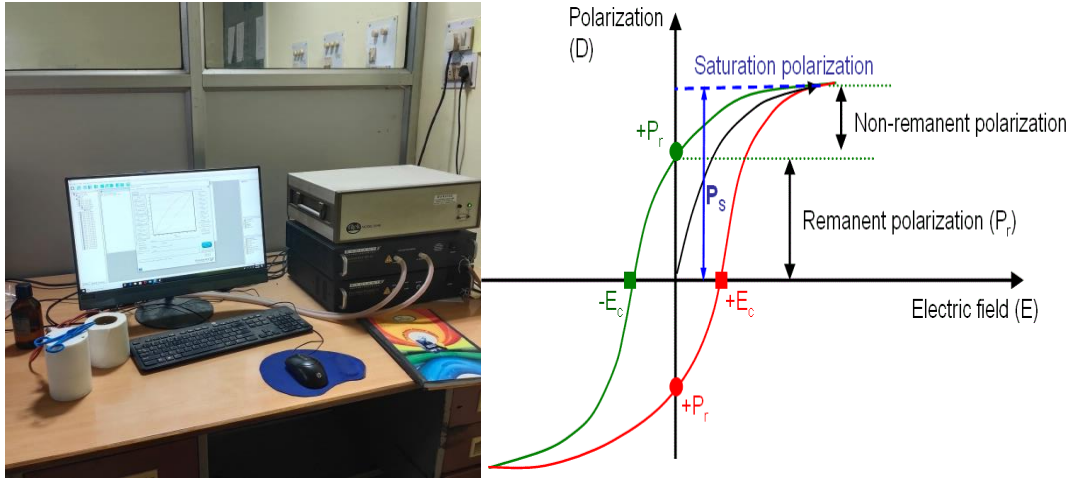 Polarization
(D)
Saturation polarization
+Pr
Non-remanent polarization
Ps
Remanent polarization (Pr)
-Ec
+Ec
Electric field (E)
+Pr